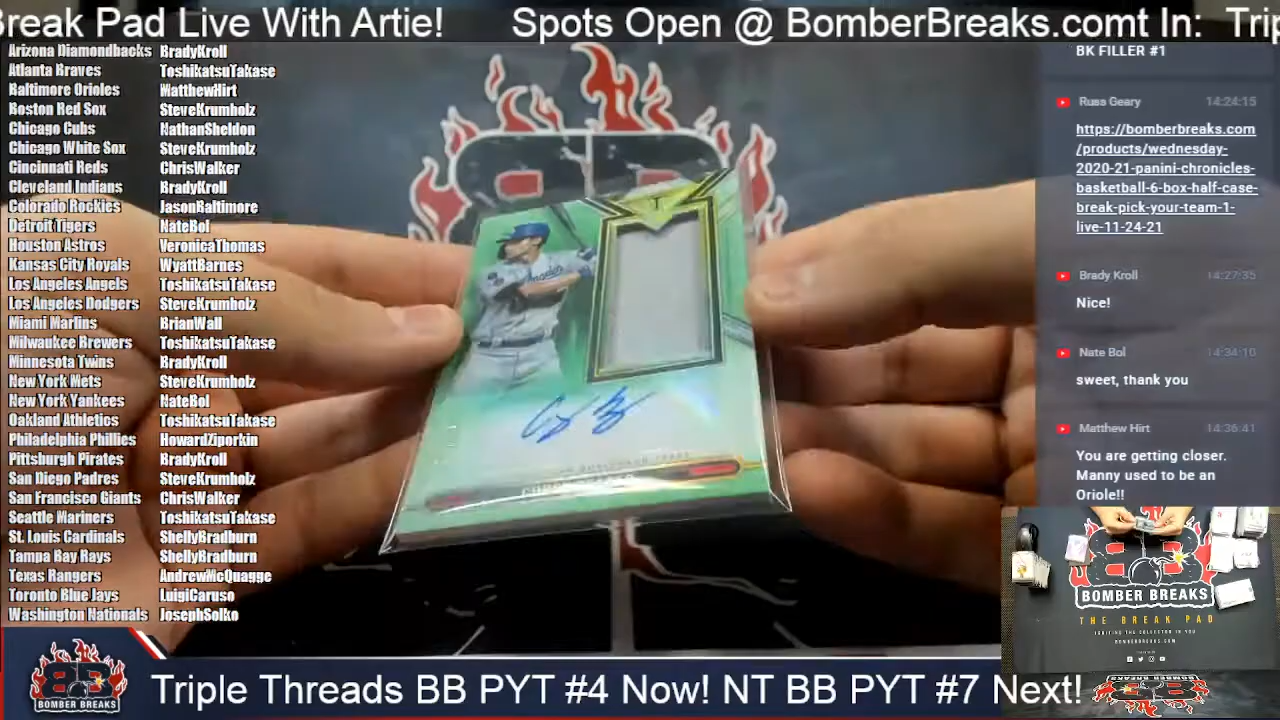 Break Pad Live With Artie! Spots Open @ BomberBreaks.comt In: Trip
Arizona Diamondbacks BradyKroll
Atlanta Braves ToshikatsuTakase
Baltimore Orioles MatthewHirt
Boston Red Sox SteveKrumholz
Chicago Cubs NathanSheldon
Chicago White Sox SteveKrumholz
Cincinnati Reds ChrisWalker
Cleveland Indians BradyKroll
Colorado Rockies JasonBaltimore
Detroit Tigers NateBol
Houston Astros VeronicaThomas
Kansas City Royals WyattBarnes
Los Angeles Angels ToshikatsuTakase
Los Angeles Dodgers SteveKrumholz
Miami Marlins BrianWall
Milwaukee Brewers ToshikatsuTakase
Minnesota Twins BradyKroll
New York Mets SteveKrumholz
New York Yankees NateBol
Oakland Athletics ToshikatsuTakase
Philadelphia Phillies HowardZiporkin
Pittsburgh Pirates BradyKroll
San Diego Padres SteveKrumholz
San Francisco Giants ChrisWalker
Seattle Mariners ToshikatsuTakase
St. Louis Cardinals ShellyBradburn
Tampa Bay Rays ShellyBradburn
Texas Rangers AndrewMcQuagge
Toronto Blue Jays LuigiCaruso
Washington Nationals JosephSolko
BK FILLER #1
Russ Geary 14:24:15
https://bomberbreaks.com
/products/wednesday-
2020-21-panini-chronicles-
basketball-6-box-half-case-
break-pick-your-team-1-
live-11-24-21
Brady Kroll 14:27:35
Nice!
Nate Bol 14:34:10
sweet, thank you
Matthew Hirt 14:36:41
You are getting closer.
Manny used to be an
Oriole!!
BOMBER BREAKS
THE BREAK PAD
BOMBER BREAKS
Triple Threads BB PYT #4 Now! NT BB PYT #7 Next!
BOMBER BREAKS